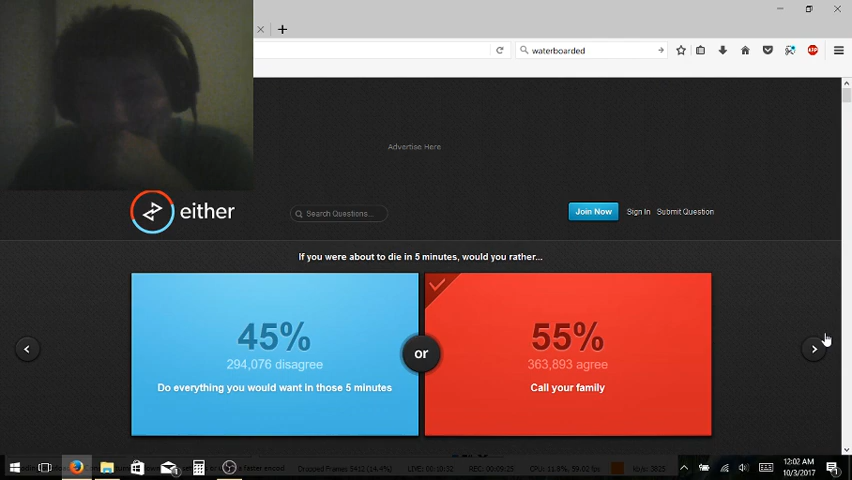 waterboarded
ABP
Advertise Here
either
Search Questions...
Join Now
Sign In
Submit Question
If you were about to die in 5 minutes, would you rather...
45%
294,076 disagree
Do everything you would want in those 5 minutes
or
55%
363,893 agree
Call your family
12:02 AM
10/3/2017